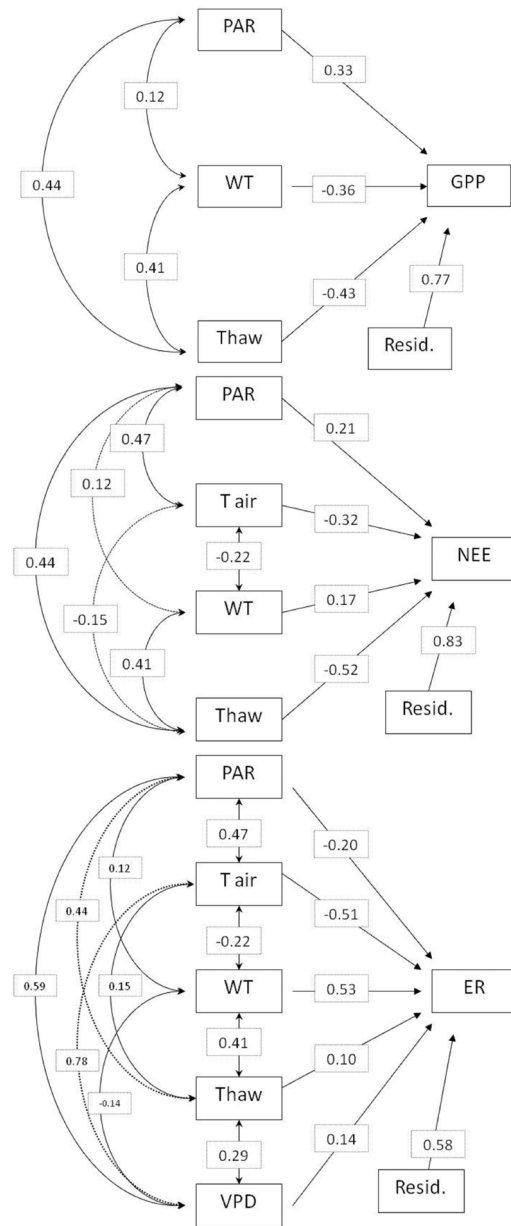 PAR
0.33
0.12
0.44
WT
-0.36
GPP
0.41
-0.43
0.77
Thaw
Resid.
PAR
0.47
0.21
0.12
T air
-0.32
0.44
-0.22
NEE
-0.15
WT
0.17
0.41
-0.52
0.83
Thaw
Resid.
PAR
0.47
-0.20
0.12
T air
0.44
-0.22
-0.51
0.59
0.15
WT
0.53
ER
0.78
0.41
-0.14
Thaw
0.10
0.29
0.14
0.58
VPD
Resid.